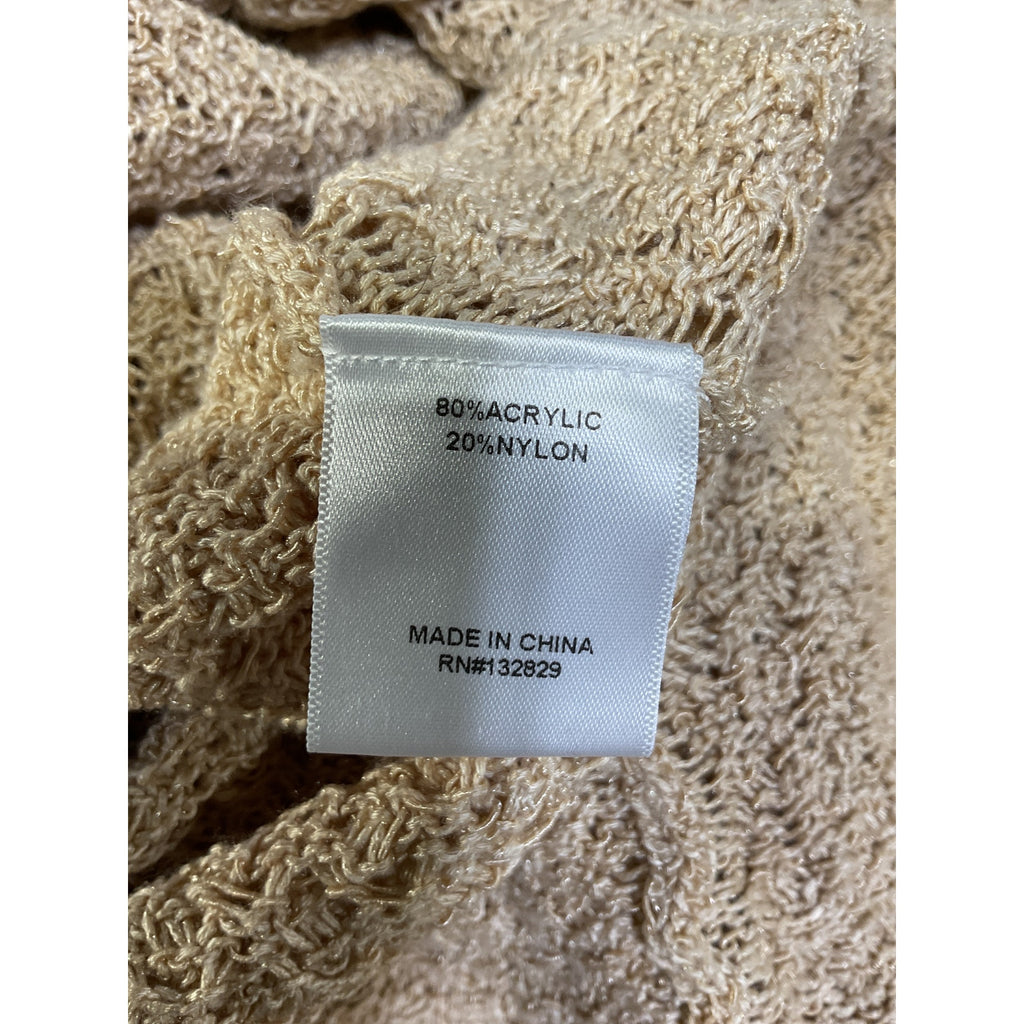 80%ACRYLIC
20%NYLON
MADE IN CHINA
RN#132829